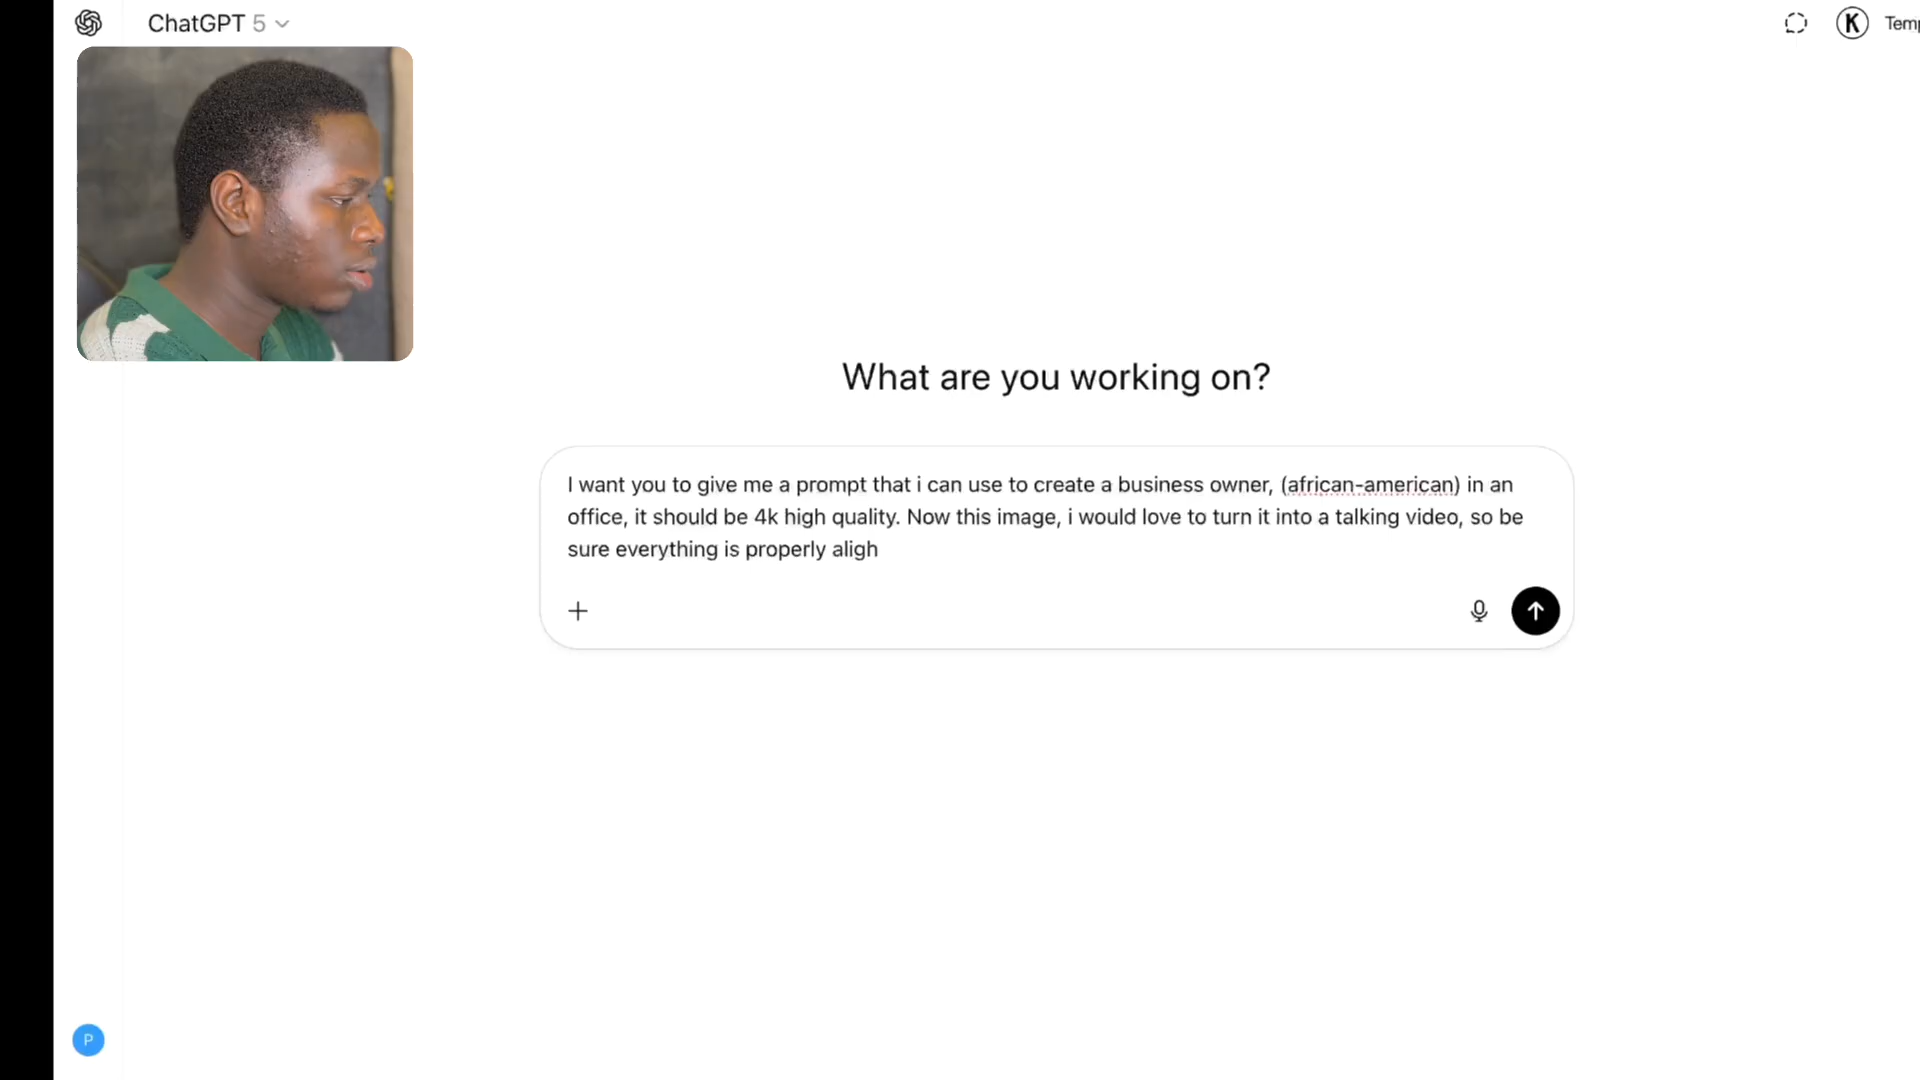 ChatGPT 5
K
Temp
What are you working on?
I want you to give me a prompt that i can use to create a business owner, (african-american) in an
office, it should be 4k high quality. Now this image, i would love to turn it into a talking video, so be
sure everything is properly aligh
P